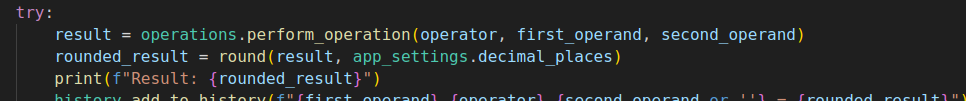 try:
    result = operations.perform_operation(operator, first_operand, second_operand)
    rounded_result = round(result, app_settings.decimal_places)
    print(f"Result: {rounded_result}")
    history.add_to_history(f"{first_operand} {operator} {second_operand or ''} = {rounded_result}")